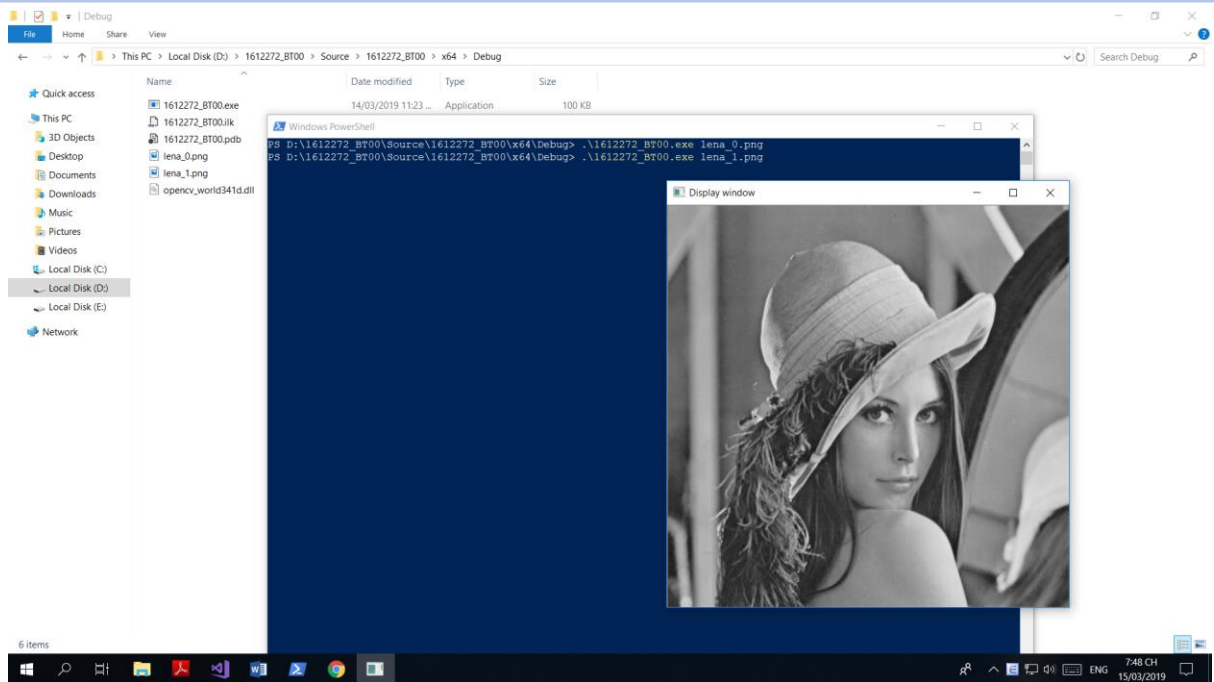 Debug
File Home Share View
This PC > Local Disk (D:) > 1612272_BT00 > Source > 1612272_BT00 > x64 > Debug
Search Debug
Name Date modified Type Size
Quick access
This PC
3D Objects
Desktop
Documents
Downloads
Music
Pictures
Videos
Local Disk (C:)
Local Disk (D:)
Local Disk (E:)
Network
1612272_BT00.exe 14/03/2019 11:23 ... Application 100 KB
1612272_BT00.ilk
1612272_BT00.pdb
lena_0.png
lena_1.png
opencv_world341d.dll
Windows PowerShell
PS D:\1612272_BT00\Source\1612272_BT00\x64\Debug> .\1612272_BT00.exe lena_0.png
PS D:\1612272_BT00\Source\1612272_BT00\x64\Debug> .\1612272_BT00.exe lena_1.png
Display window
6 items
ENG
7:48 CH
15/03/2019